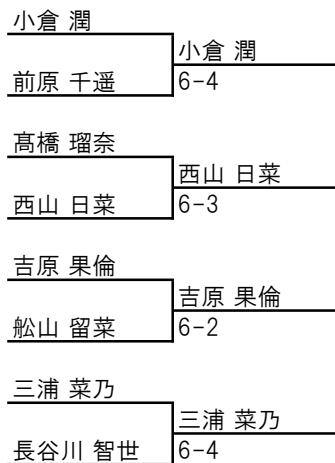 小倉 潤
小倉 潤
前原 千遥
6-4
髙橋 瑠奈
西山 日菜
西山 日菜
6-3
吉原 果倫
吉原 果倫
舩山 留菜
6-2
三浦 菜乃
三浦 菜乃
長谷川 智世
6-4